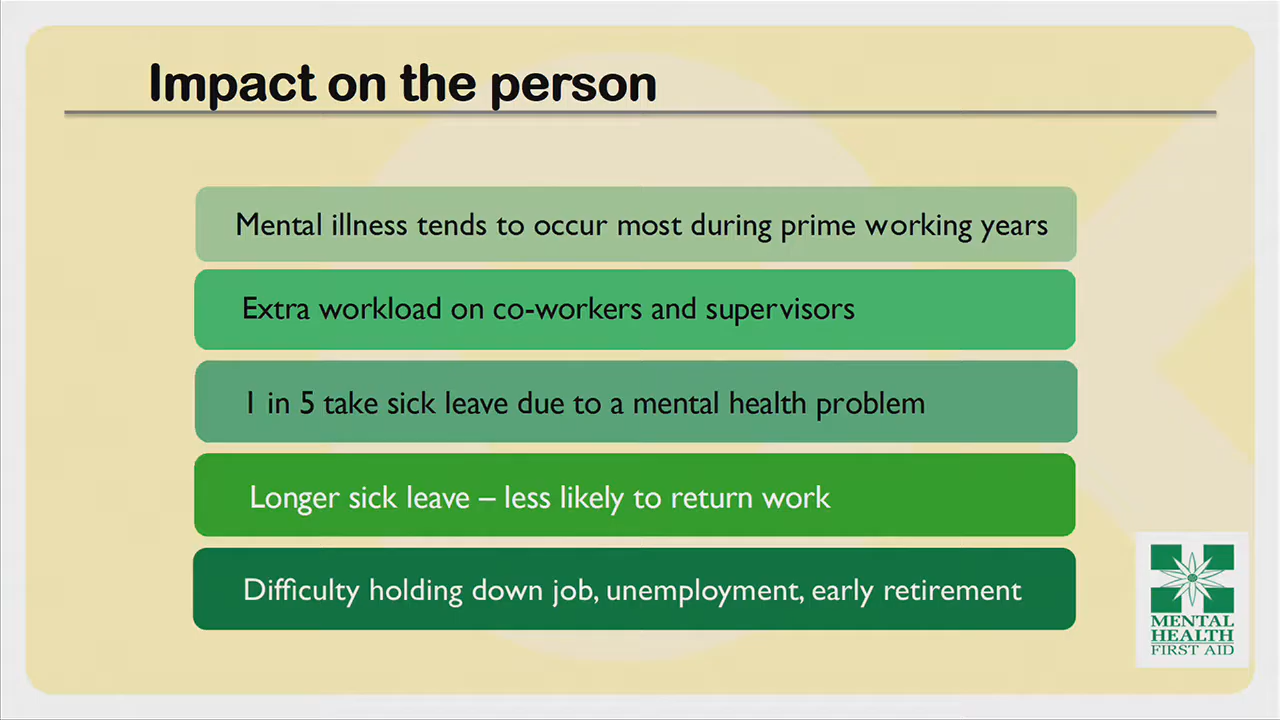 Impact on the person
Mental illness tends to occur most during prime working years
Extra workload on co-workers and supervisors
1 in 5 take sick leave due to a mental health problem
Longer sick leave – less likely to return work
Difficulty holding down job, unemployment, early retirement
MENTAL
HEALTH
FIRST AID